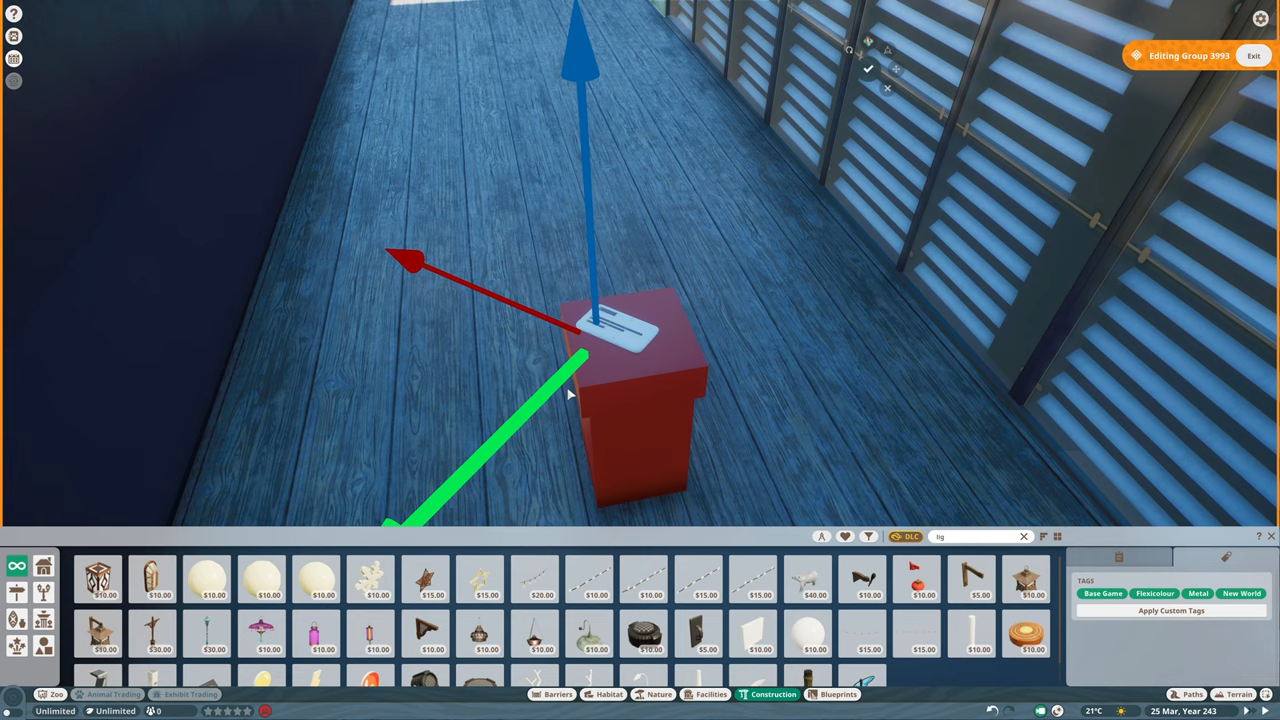 ?
Editing Group 3993
Exit
DLC
lig
?
$10.00 $10.00 $10.00 $10.00 $10.00 $10.00 $15.00 $15.00 $20.00 $10.00 $10.00 $15.00 $15.00 $40.00 $10.00 $10.00 $5.00 $10.00
$10.00 $30.00 $30.00 $10.00 $10.00 $10.00 $10.00 $10.00 $10.00 $10.00 $10.00 $5.00 $10.00 $10.00 $15.00 $15.00 $10.00 $10.00
TAGS
Base Game Flexicolour Metal New World
Apply Custom Tags
Zoo Animal Trading Exhibit Trading Barriers Habitat Nature Facilities Construction Blueprints Paths Terrain
Unlimited Unlimited 0 21°C 25 Mar, Year 243